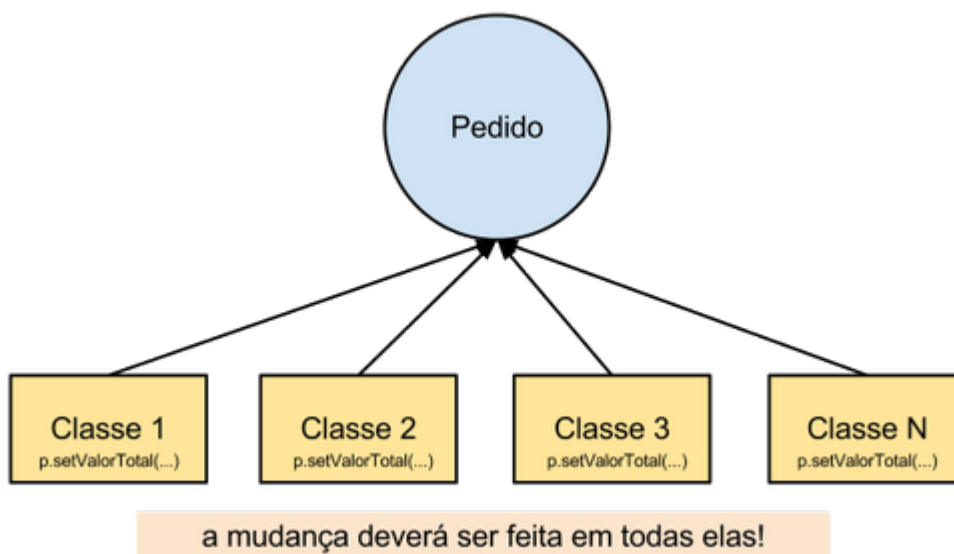 Pedido
Classe 1
p.setValorTotal(...)
Classe 2
p.setValorTotal(...)
Classe 3
p.setValorTotal(...)
Classe N
p.setValorTotal(...)
a mudança deverá ser feita em todas elas!